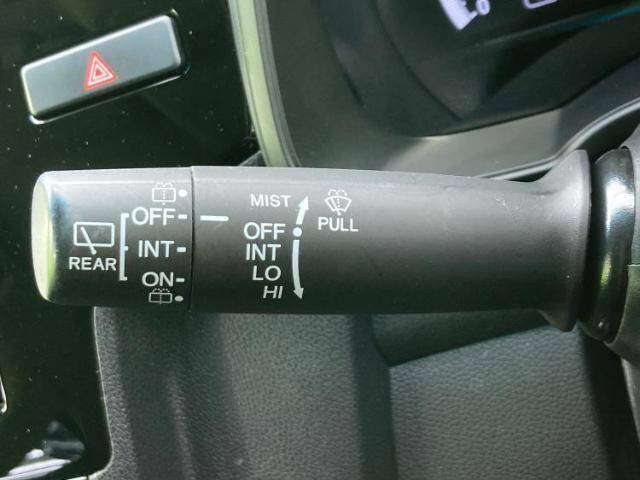 REAR
OFF
INT
ON
MIST
OFF
INT
LO
HI
PULL